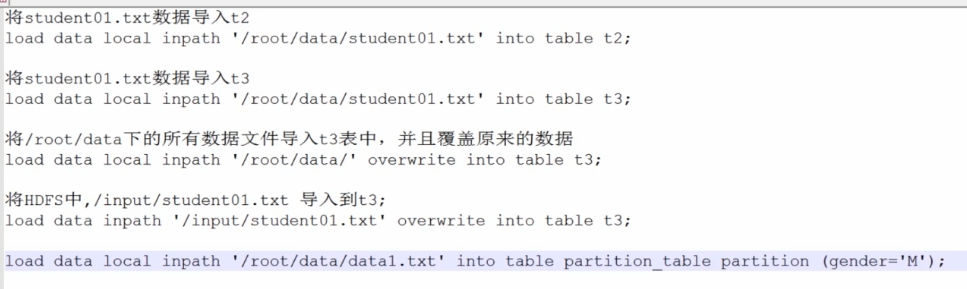 将student01.txt数据导入t2
load data local inpath '/root/data/student01.txt' into table t2;
将student01.txt数据导入t3
load data local inpath '/root/data/student01.txt' into table t3;
将/root/data下的所有数据文件导入t3表中，并且覆盖原来的数据
load data local inpath '/root/data/' overwrite into table t3;
将HDFS中,/input/student01.txt 导入到t3;
load data inpath '/input/student01.txt' overwrite into table t3;
load data local inpath '/root/data/data1.txt' into table partition_table partition (gender='M');